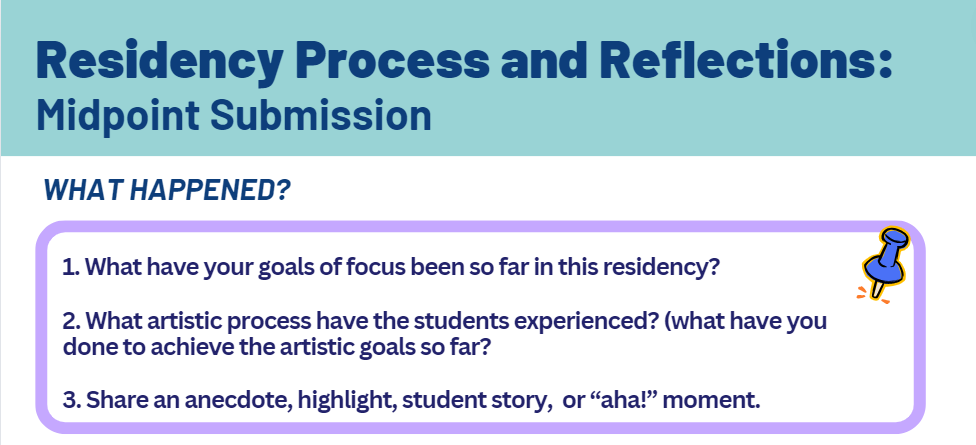 Residency Process and Reflections:
Midpoint Submission
WHAT HAPPENED?
1. What have your goals of focus been so far in this residency?
2. What artistic process have the students experienced? (what have you
done to achieve the artistic goals so far?
3. Share an anecdote, highlight, student story,  or “aha!” moment.